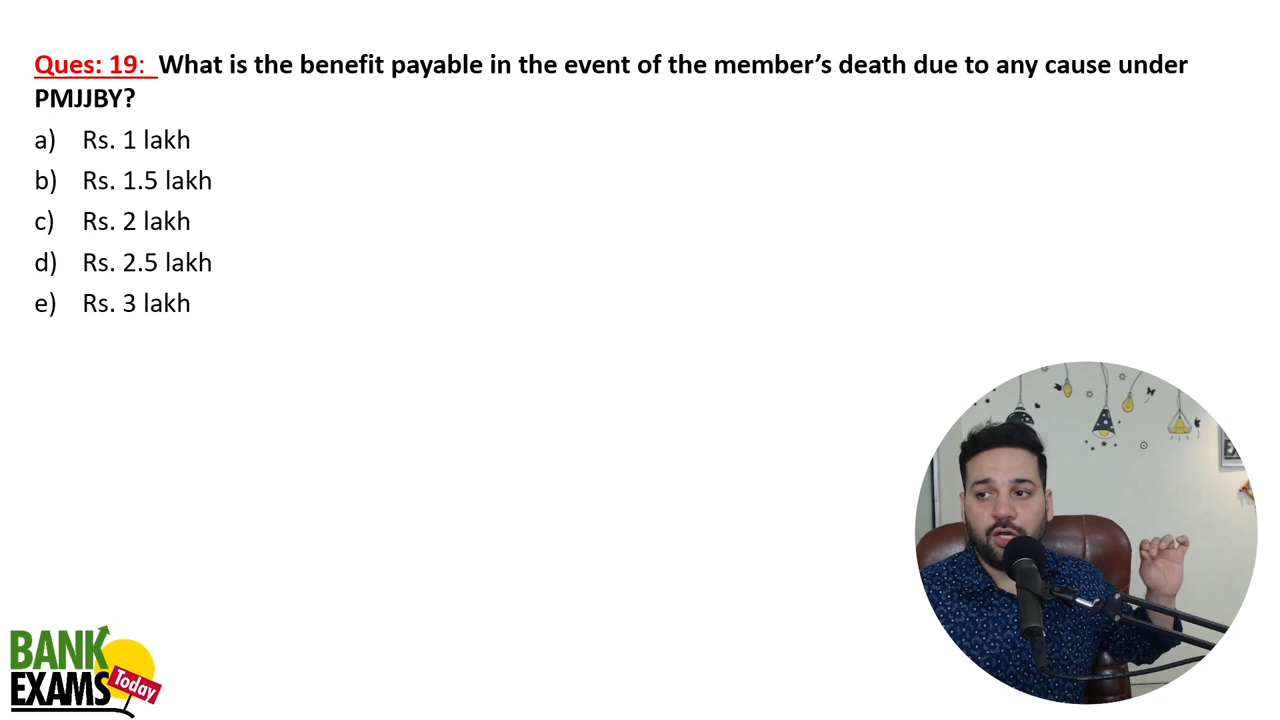 Ques: 19: What is the benefit payable in the event of the member’s death due to any cause under
PMJJBY?
a) Rs. 1 lakh
b) Rs. 1.5 lakh
c) Rs. 2 lakh
d) Rs. 2.5 lakh
e) Rs. 3 lakh
BANK
EXAMS
Today